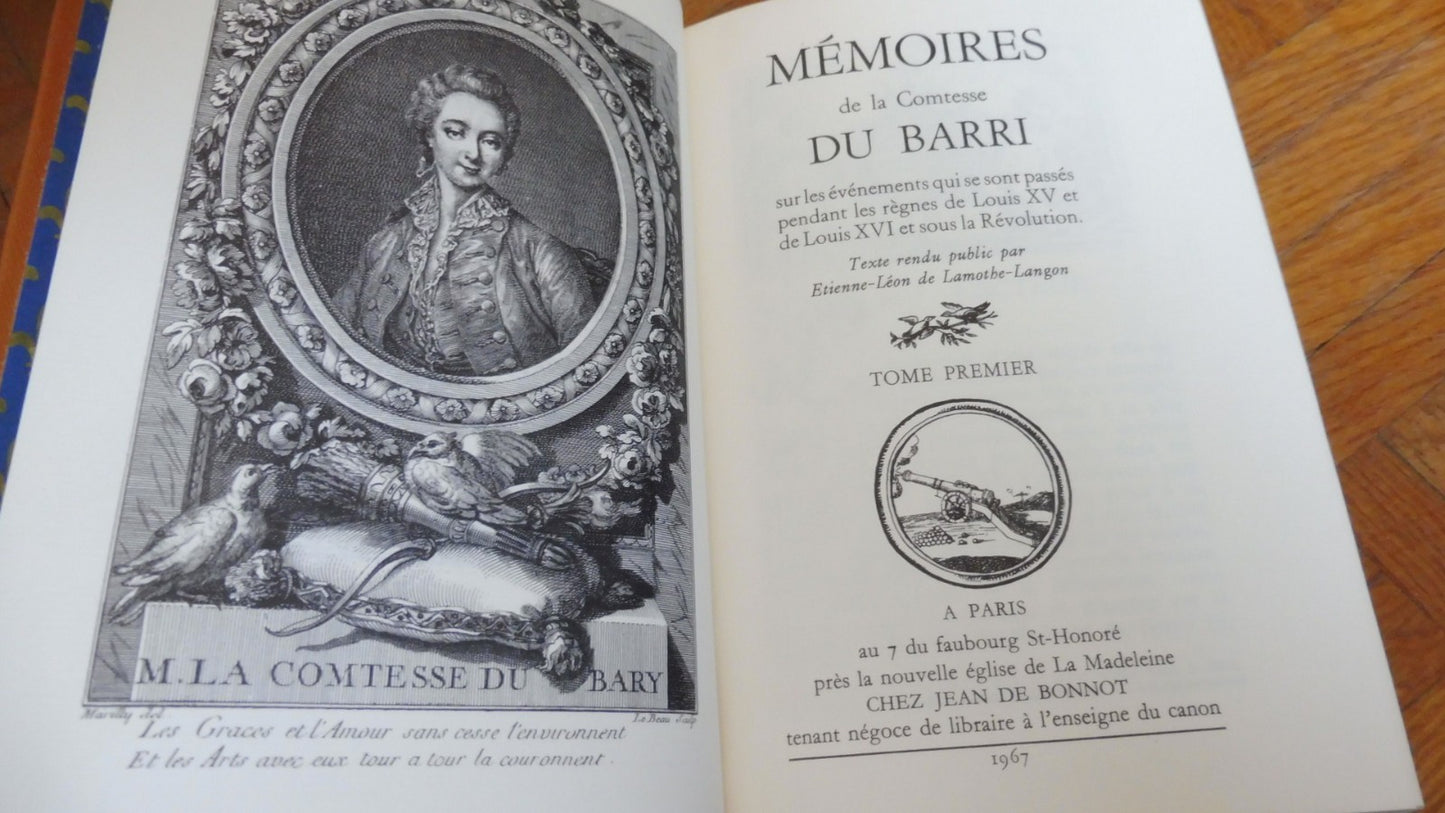 M. LA COMTESSE DU BARY
Marilly del.
Le Beau Sculp.
Les Graces et l'Amour sans cesse l'environnent
Et les Arts avec eux tour a tour la couronnent.
MÉMOIRES
de la Comtesse
DU BARRI
sur les événements qui se sont passés
pendant les règnes de Louis XV et
de Louis XVI et sous la Révolution.
Texte rendu public par
Etienne-Léon de Lamothe-Langon
TOME PREMIER
A PARIS
au 7 du faubourg St-Honoré
près la nouvelle église de La Madeleine
CHEZ JEAN DE BONNOT
tenant négoce de libraire à l'enseigne du canon
1967